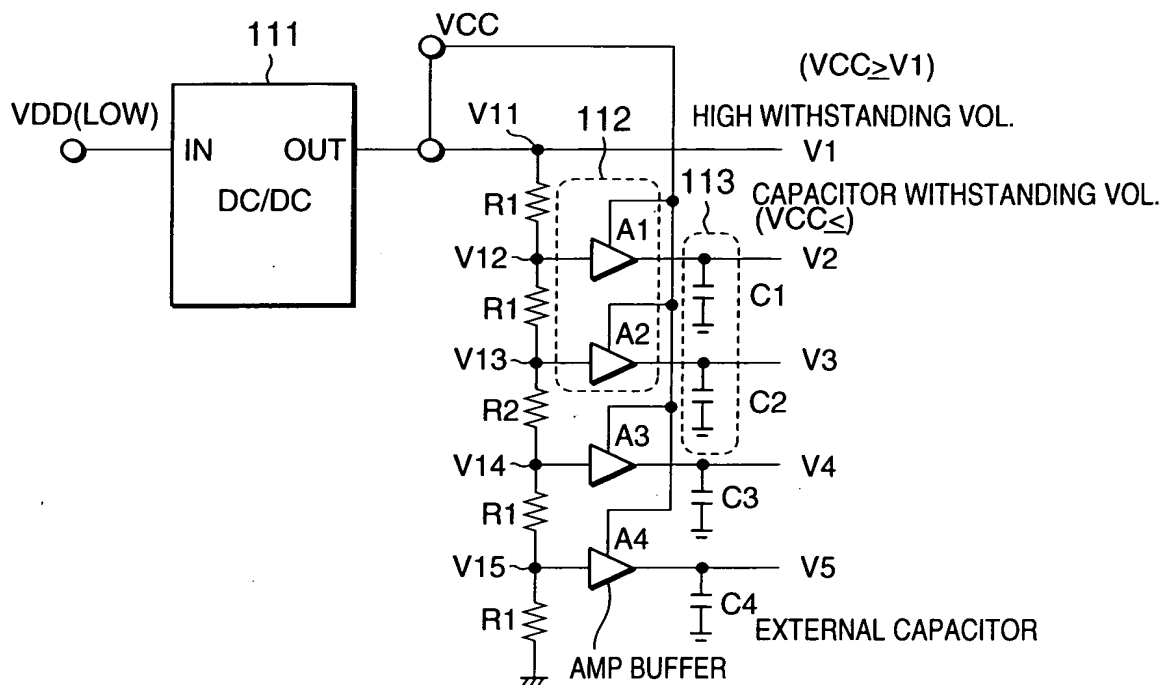 111
VCC
(VCC≥V1)
VDD(LOW)
V11
112
HIGH WITHSTANDING VOL.
IN
OUT
V1
DC/DC
R1
113
CAPACITOR WITHSTANDING VOL.
(VCC≤)
A1
V12
V2
C1
R1
A2
V13
V3
C2
R2
A3
V14
V4
C3
R1
A4
V15
V5
C4
R1
EXTERNAL CAPACITOR
AMP BUFFER